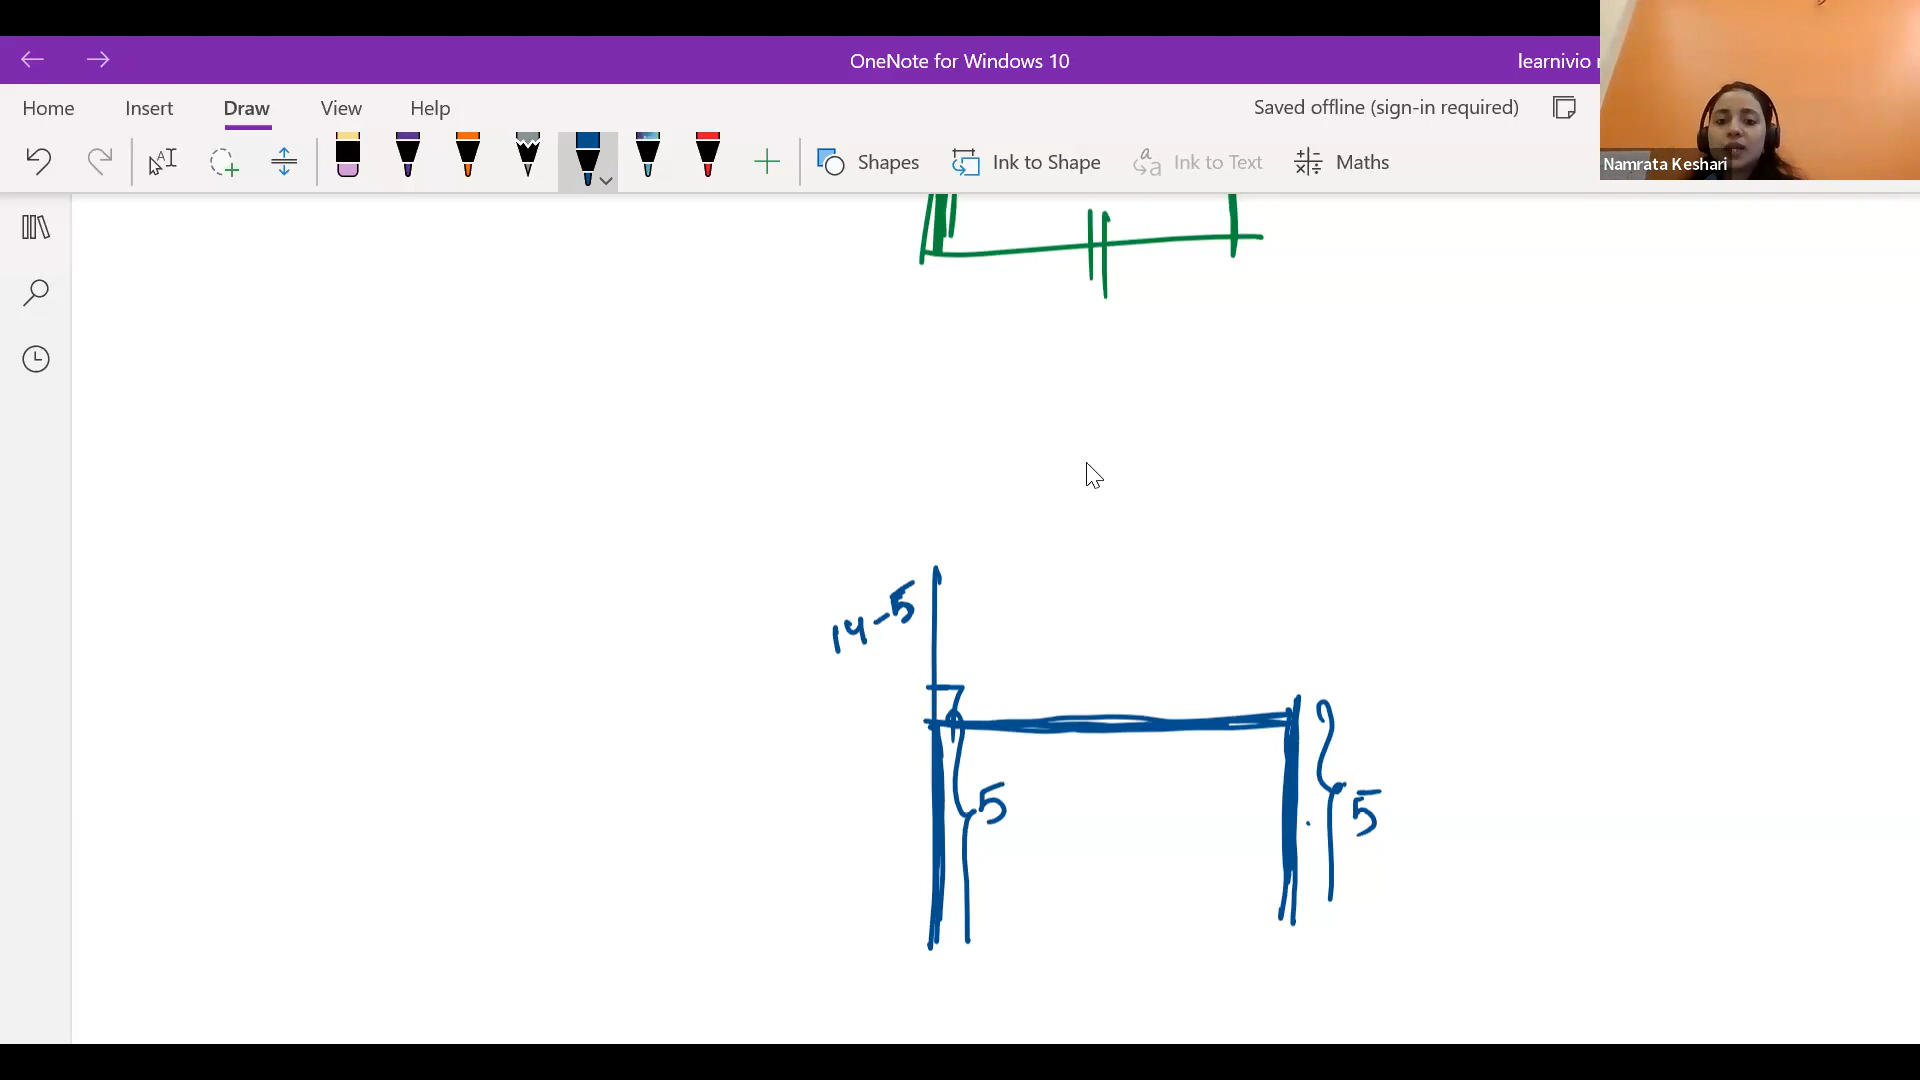 OneNote for Windows 10
learnivio
Home Insert Draw View Help
Saved offline (sign-in required)
Shapes
Ink to Shape
Ink to Text
Maths
Namrata Keshari
14-5
5
5